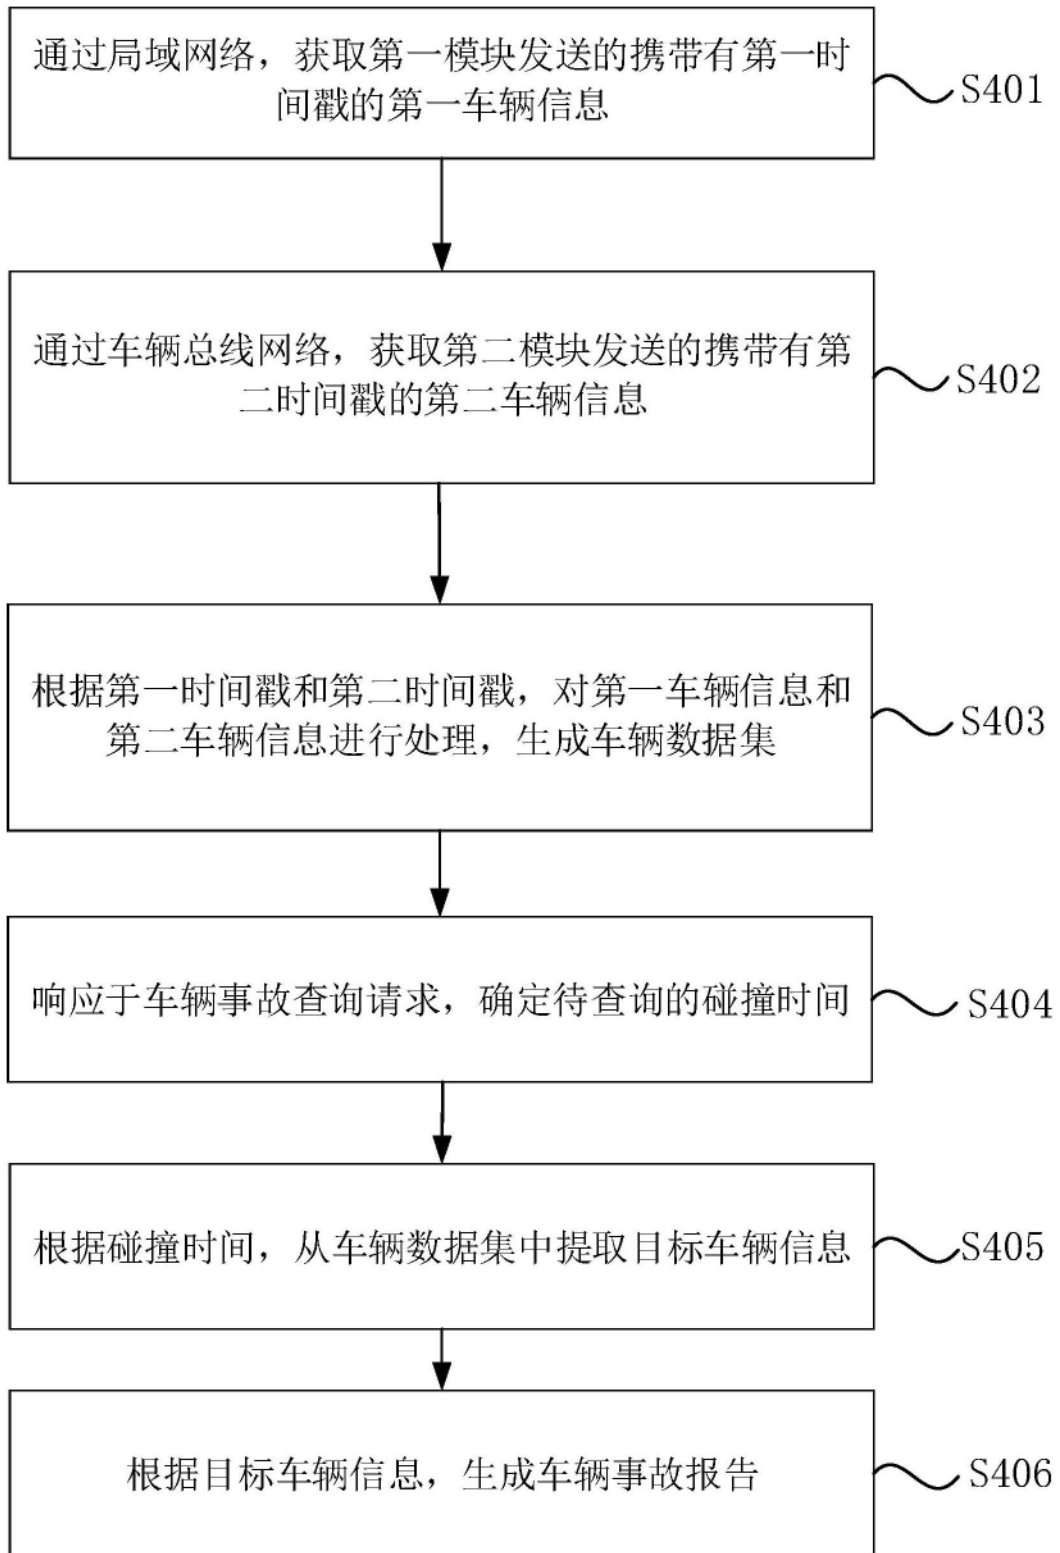 通过局域网络，获取第一模块发送的携带有第一时
间戳的第一车辆信息
S401
通过车辆总线网络，获取第二模块发送的携带有第
二时间戳的第二车辆信息
S402
根据第一时间戳和第二时间戳，对第一车辆信息和
第二车辆信息进行处理，生成车辆数据集
S403
响应于车辆事故查询请求，确定待查询的碰撞时间
S404
根据碰撞时间，从车辆数据集中提取目标车辆信息
S405
根据目标车辆信息，生成车辆事故报告
S406